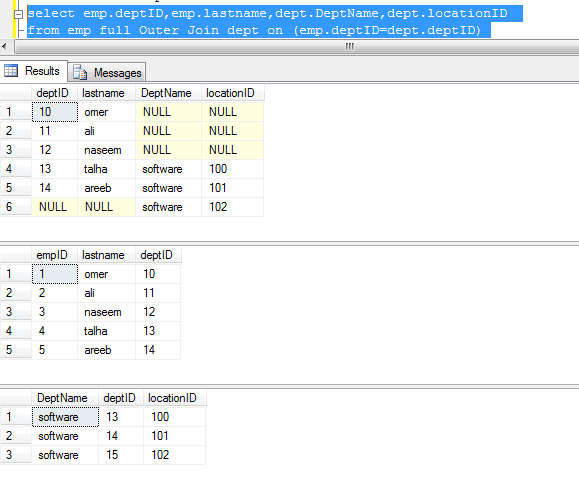 select emp.deptID,emp.lastname,dept.DeptName,dept.locationID
from emp full Outer Join dept on (emp.deptID=dept.deptID)
Results Messages
deptID lastname DeptName locationID
1 10 omer NULL NULL
2 11 ali NULL NULL
3 12 naseem NULL NULL
4 13 talha software 100
5 14 areeb software 101
6 NULL NULL software 102
empID lastname deptID
1 1 omer 10
2 2 ali 11
3 3 naseem 12
4 4 talha 13
5 5 areeb 14
DeptName deptID locationID
1 software 13 100
2 software 14 101
3 software 15 102